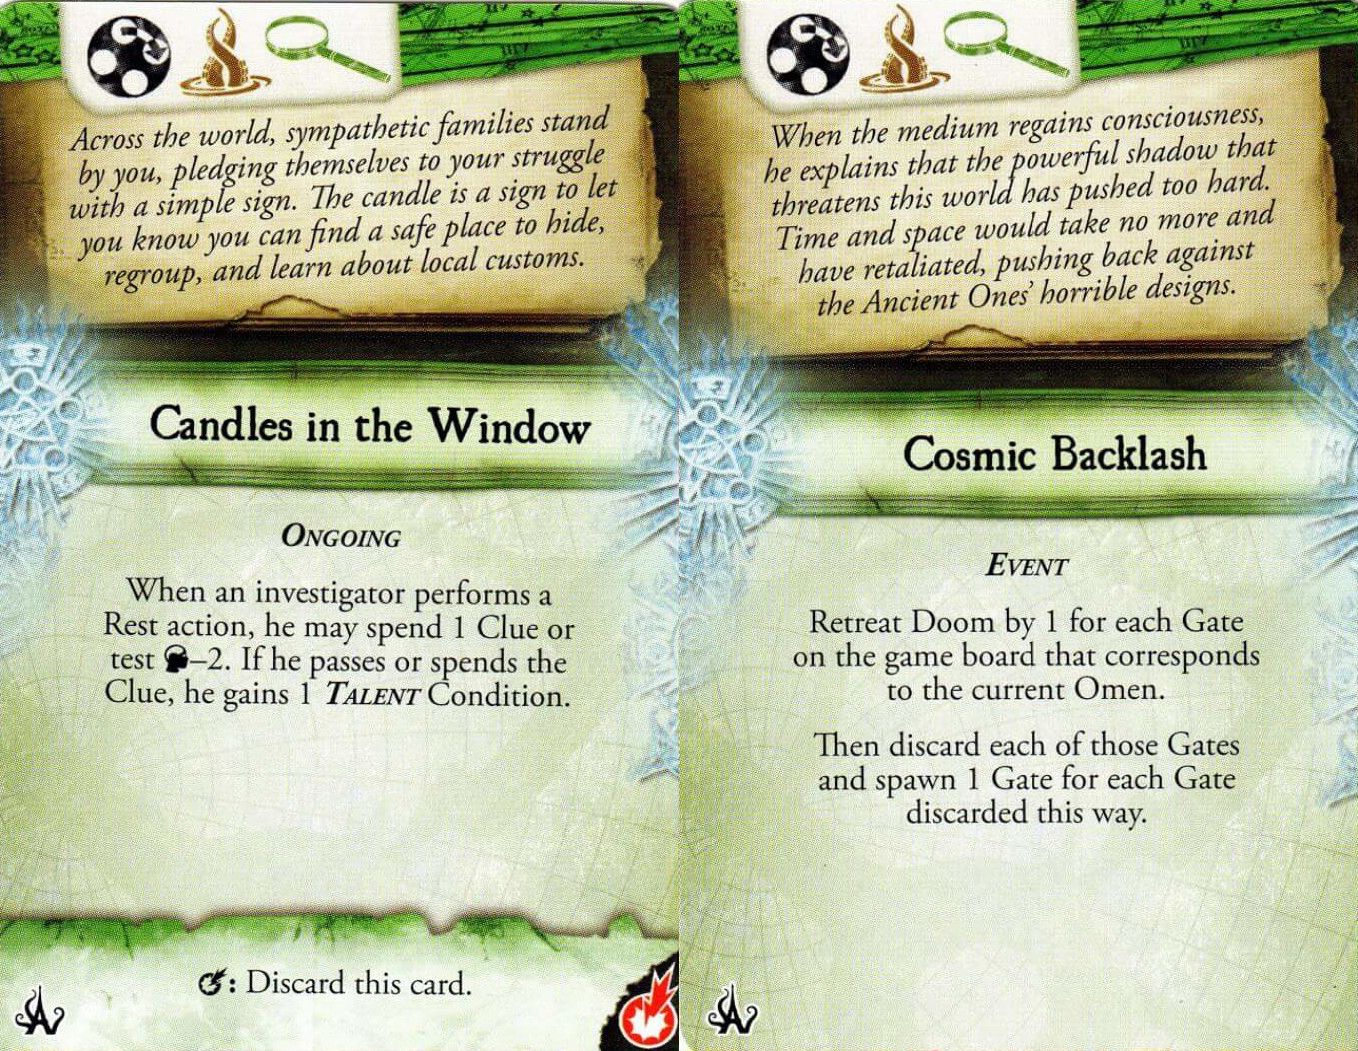 Across the world, sympathetic families stand
by you, pledging themselves to your struggle
with a simple sign. The candle is a sign to let
you know you can find a safe place to hide,
regroup, and learn about local customs.
Candles in the Window
ONGOING
When an investigator performs a
Rest action, he may spend 1 Clue or
test –2. If he passes or spends the
Clue, he gains 1 TALENT Condition.
: Discard this card.
When the medium regains consciousness,
he explains that the powerful shadow that
threatens this world has pushed too hard.
Time and space would take no more and
have retaliated, pushing back against
the Ancient Ones' horrible designs.
Cosmic Backlash
EVENT
Retreat Doom by 1 for each Gate
on the game board that corresponds
to the current Omen.
Then discard each of those Gates
and spawn 1 Gate for each Gate
discarded this way.